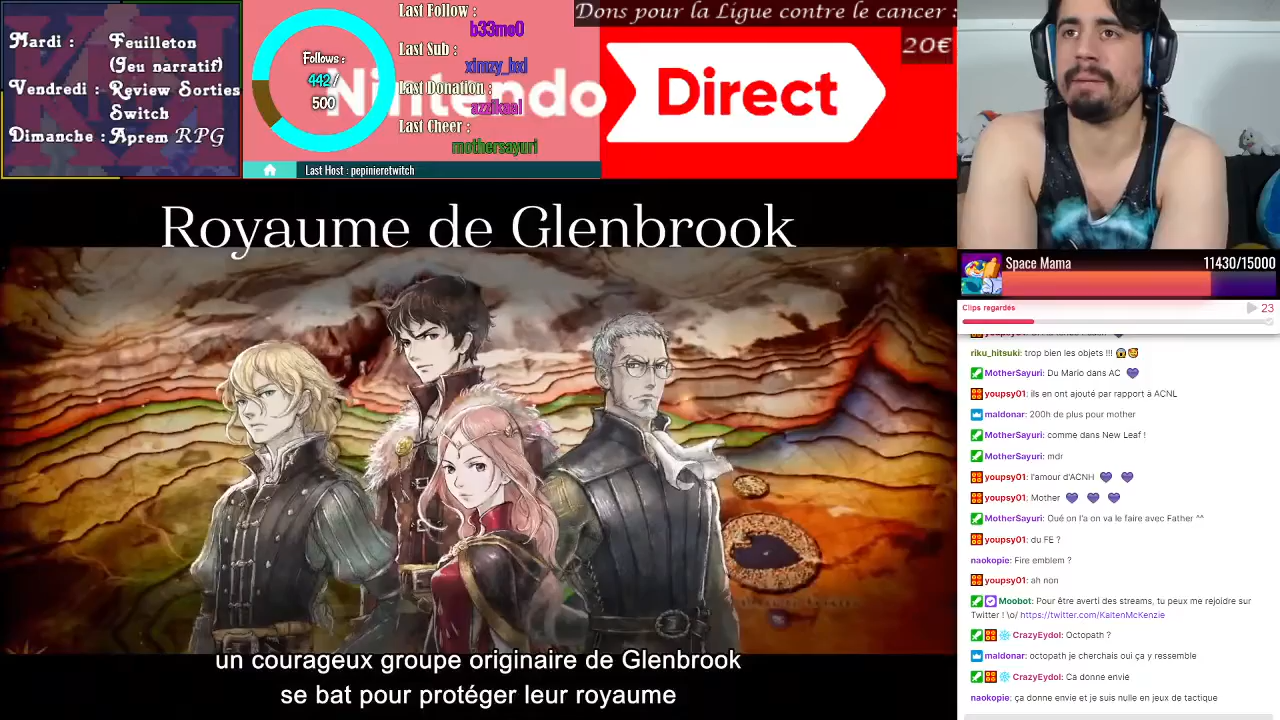 Mardi : Feuilleton
(Jeu narratif)
Vendredi : Review Sorties
Switch
Dimanche : Aprem RPG
Follows :
442 /
500
Last Follow :
b33mo0
Last Sub :
Last Donation :
azzikaal
Last Cheer :
mothersayuri
Last Host : pepinieretwitch
Nintendo
Direct
Dons pour la Ligue contre le cancer :
20€
Space Mama 11430/15000
Clips regardés 23
riku_hitsuki: trop bien les objets !!!
MotherSayuri: Du Mario dans AC
youpsy01: ils en ont ajouté par rapport à ACNL
maldonar: 200h de plus pour mother
MotherSayuri: comme dans New Leaf !
MotherSayuri: mdr
youpsy01: l'amour d'ACNH
youpsy01: Mother
MotherSayuri: Oué on l'a on va le faire avec Father ^^
youpsy01: du FE ?
naokopie: Fire emblem ?
youpsy01: ah non
Moobot: Pour être averti des streams, tu peux me rejoindre sur
Twitter ! \o/ https://twitter.com/KaltenMcKenzie
CrazyEydol: Octopath ?
maldonar: octopath je cherchais oui ça y ressemble
CrazyEydol: Ca donne envie
naokopie: ça donne envie et je suis nulle en jeux de tactique
Royaume de Glenbrook
un courageux groupe originaire de Glenbrook
se bat pour protéger leur royaume